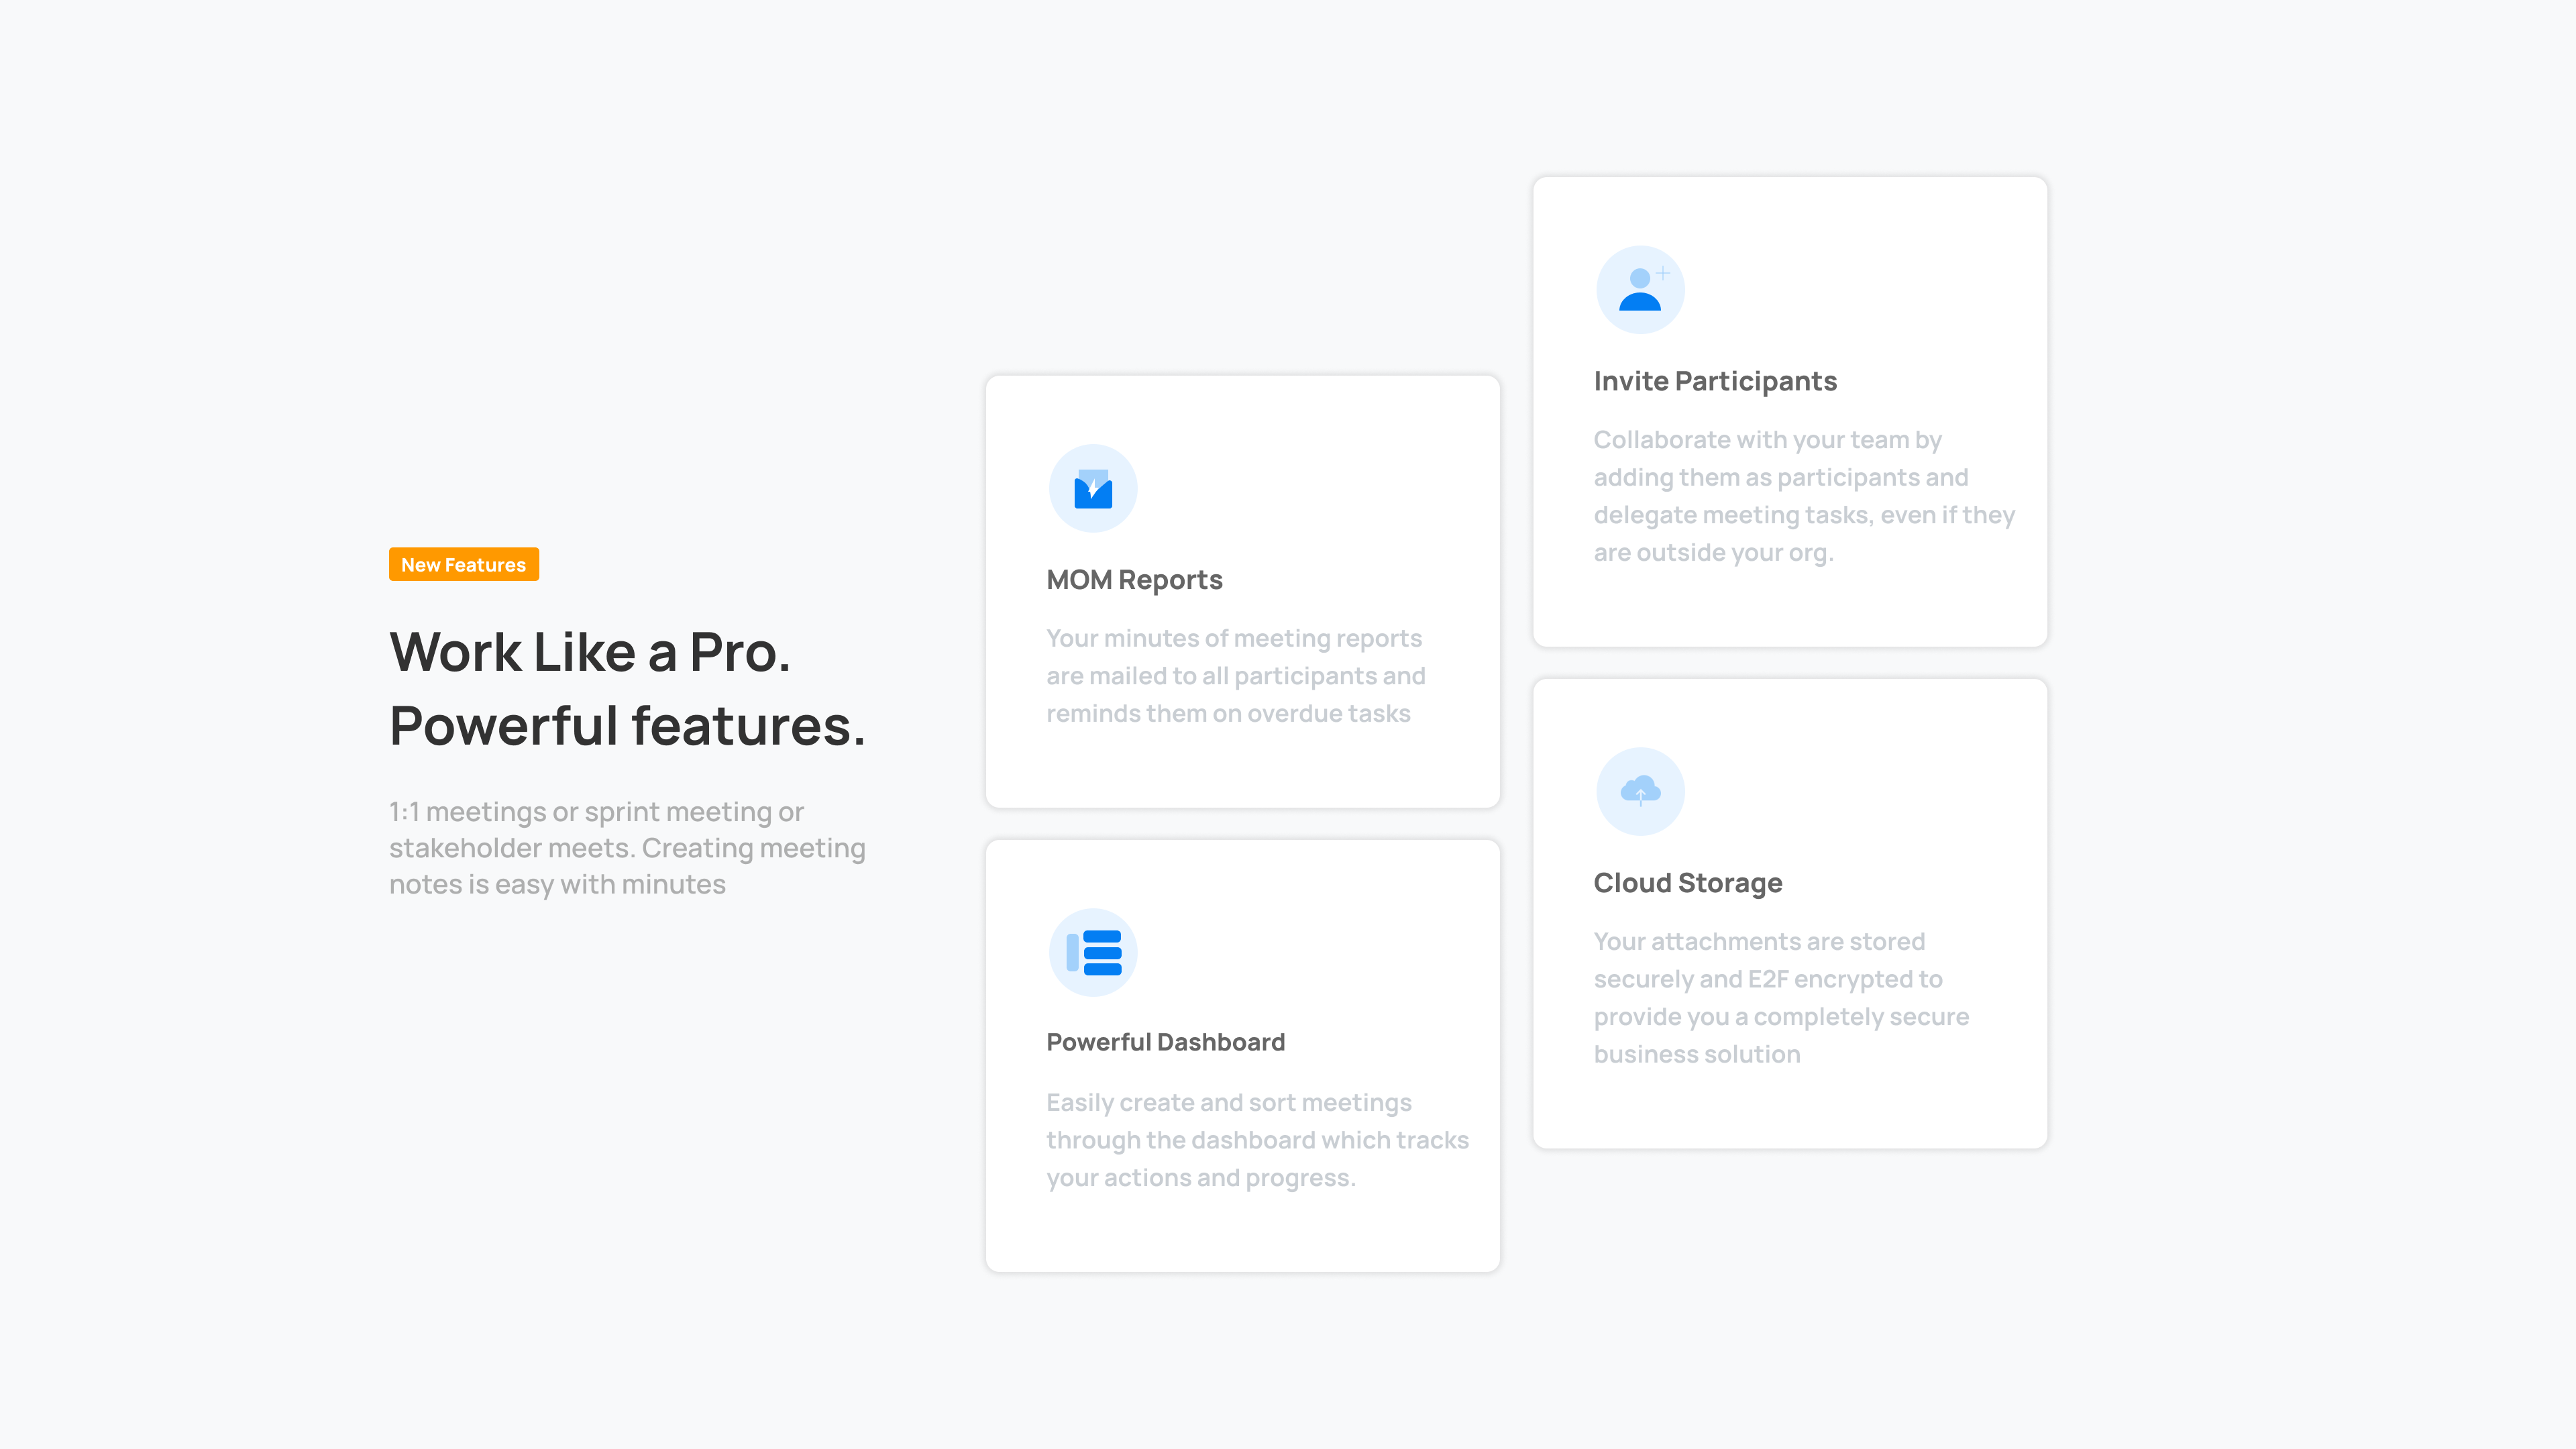 New Features
Work Like a Pro.
Powerful features.
1:1 meetings or sprint meeting or
stakeholder meets. Creating meeting
notes is easy with minutes
MOM Reports
Your minutes of meeting reports
are mailed to all participants and
reminds them on overdue tasks
Powerful Dashboard
Easily create and sort meetings
through the dashboard which tracks
your actions and progress.
Invite Participants
Collaborate with your team by
adding them as participants and
delegate meeting tasks, even if they
are outside your org.
Cloud Storage
Your attachments are stored
securely and E2F encrypted to
provide you a completely secure
business solution